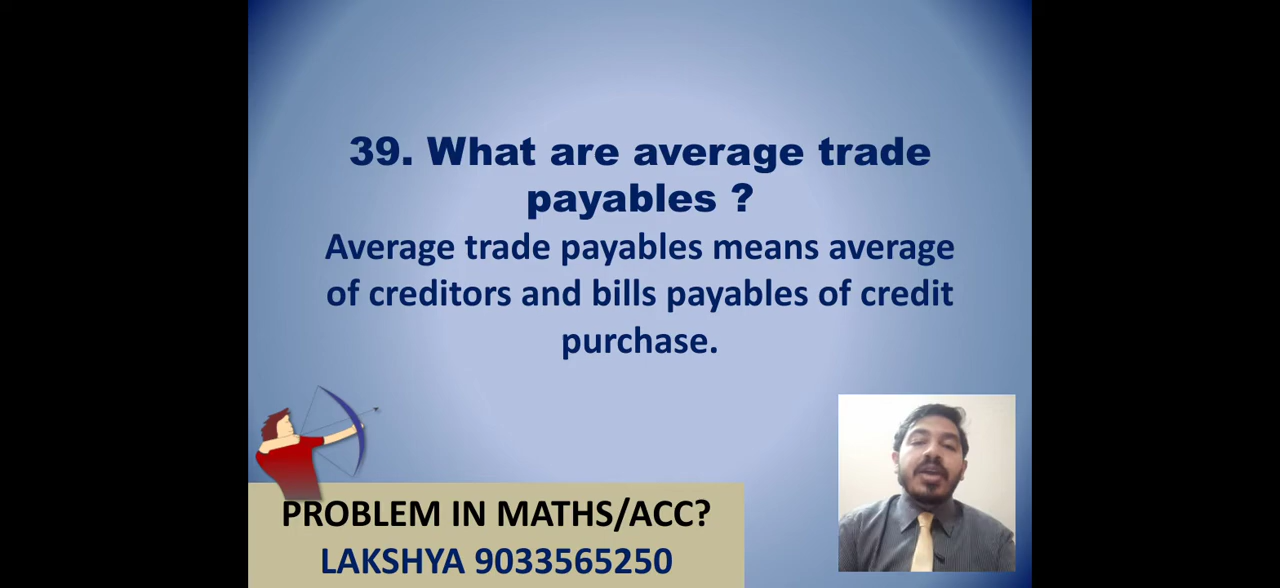 39. What are average trade
payables ?
Average trade payables means average
of creditors and bills payables of credit
purchase.
PROBLEM IN MATHS/ACC?
LAKSHYA 9033565250